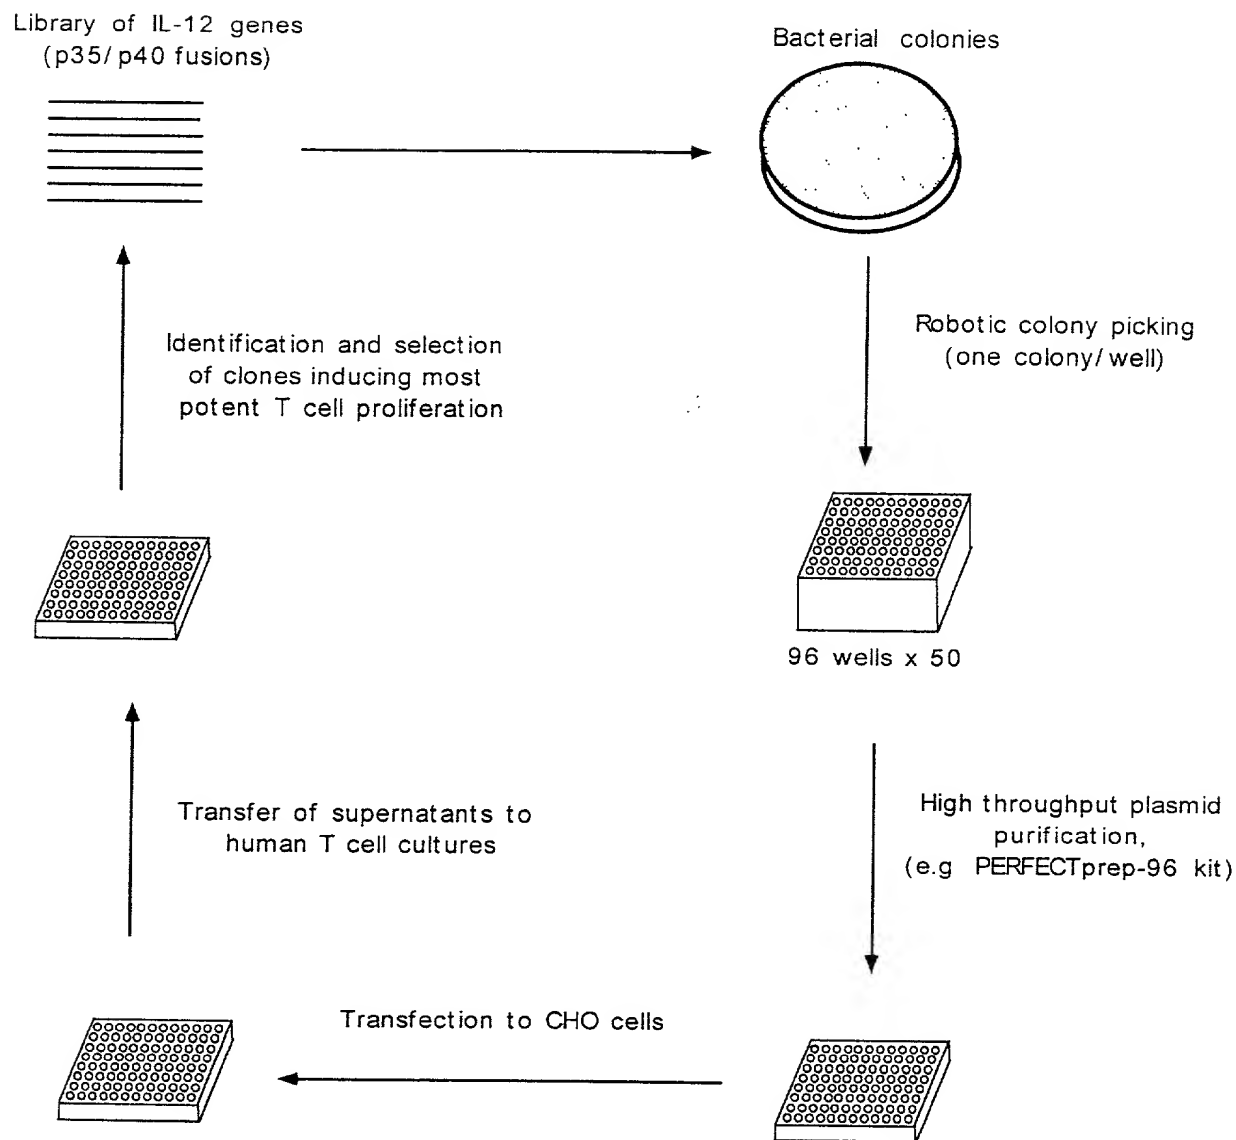 Library of IL-12 genes
(p35/p40 fusions)
Bacterial colonies
Robotic colony picking
(one colony/well)
Identification and selection
of clones inducing most
potent T cell proliferation
96 wells x 50
High throughput plasmid
purification,
(e.g PERFECTprep-96 kit)
Transfer of supernatants to
human T cell cultures
Transfection to CHO cells